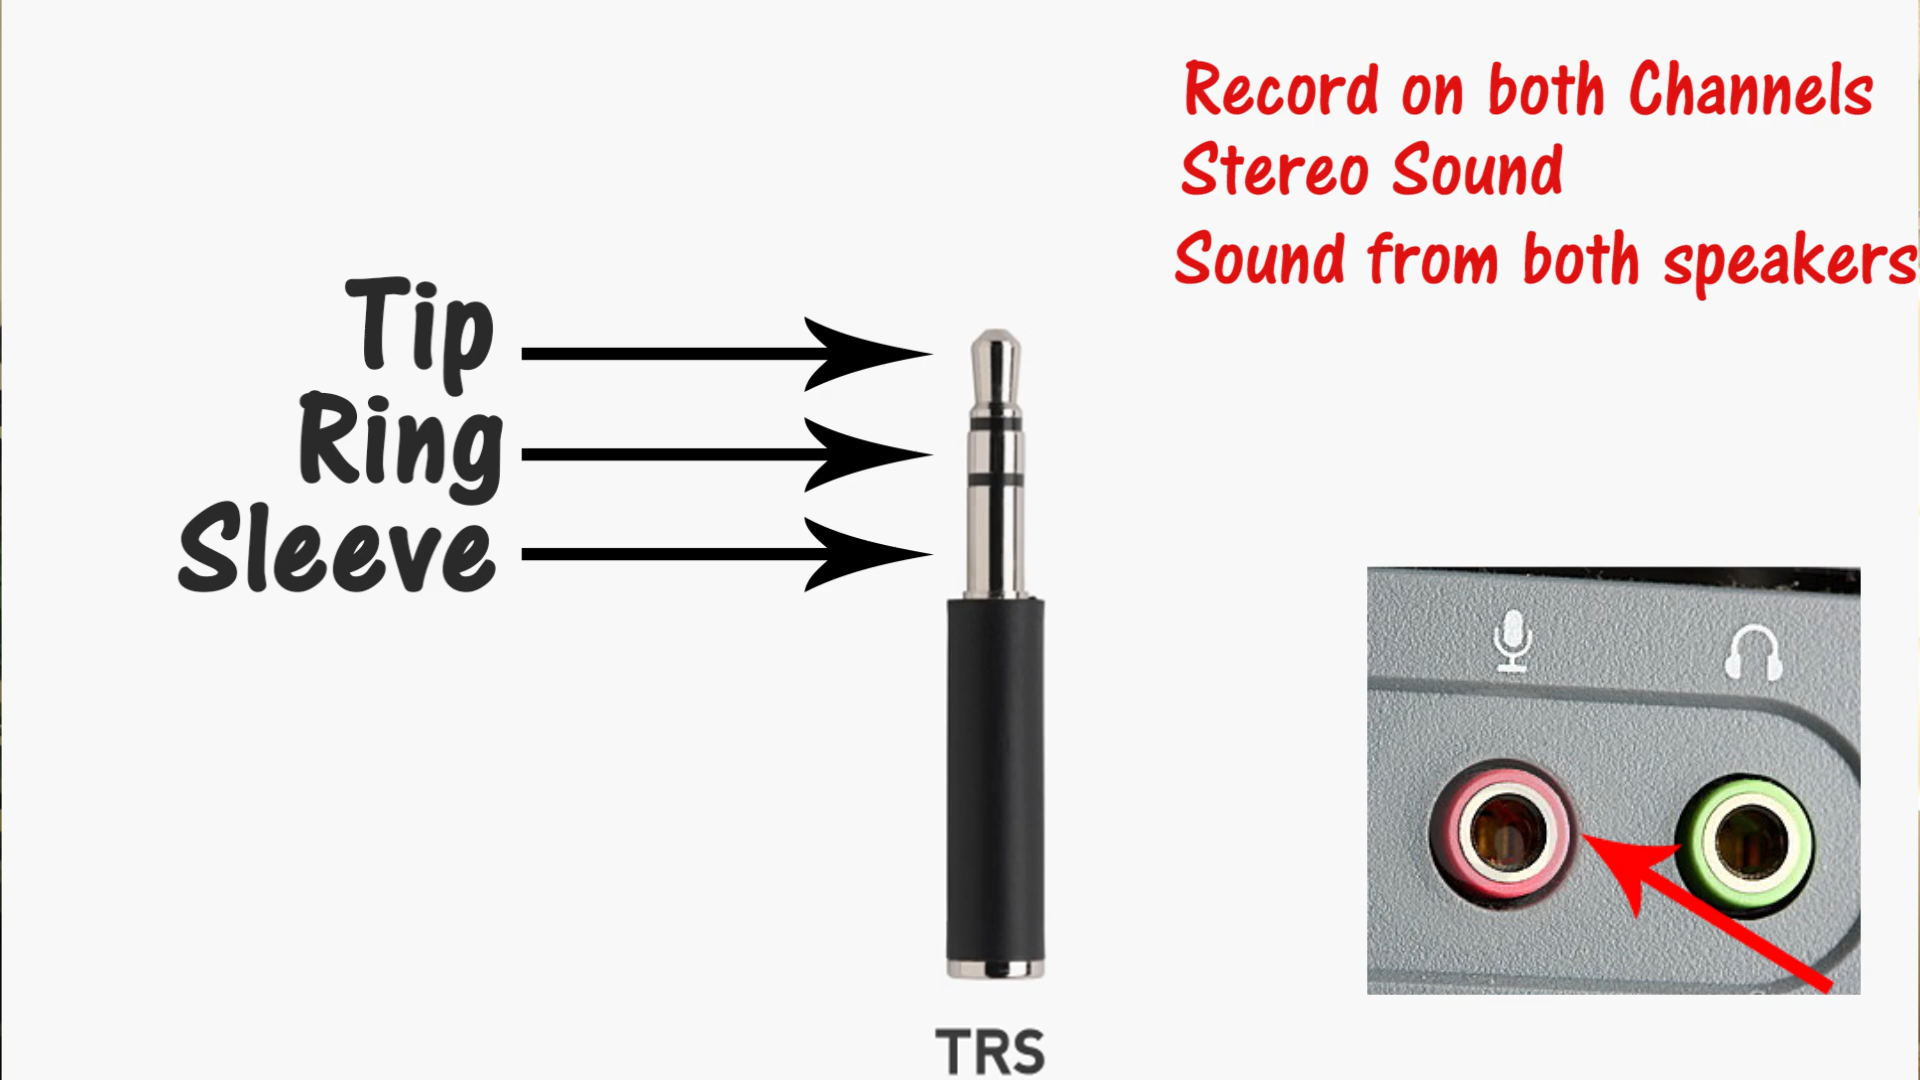 Record on both Channels
Stereo Sound
Sound from both speakers
Tip
Ring
Sleeve
TRS